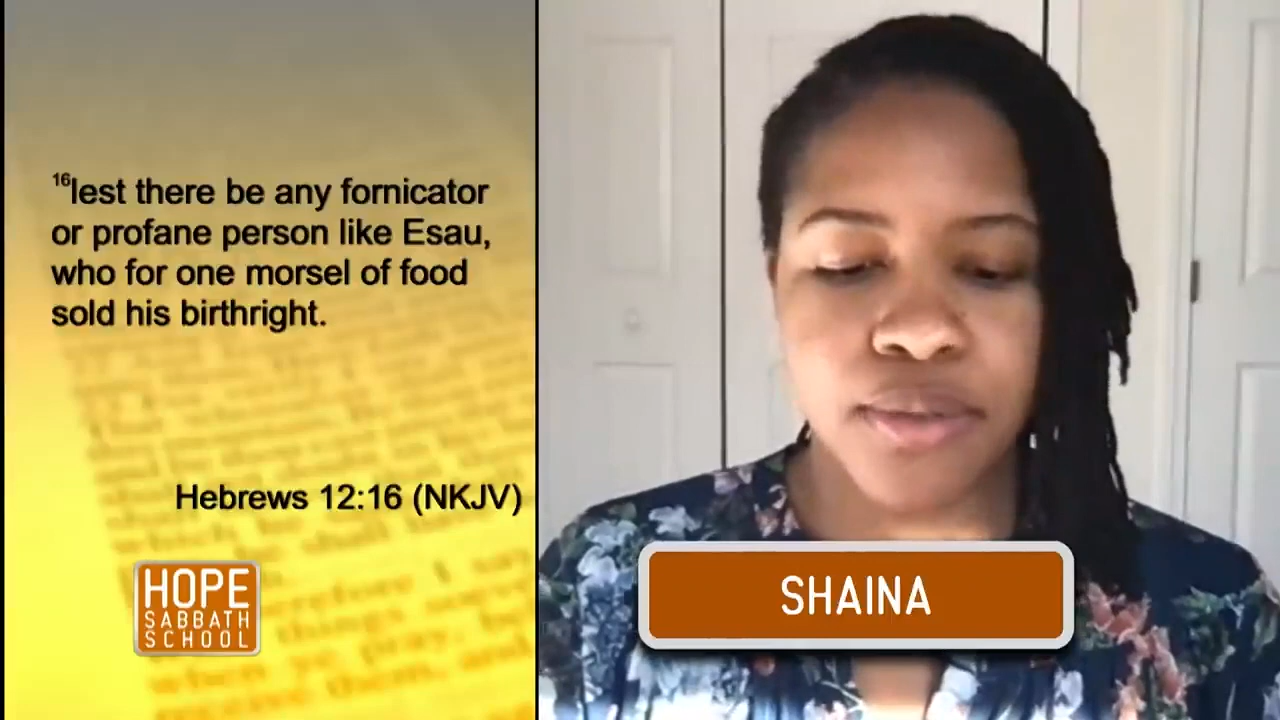 16lest there be any fornicator
or profane person like Esau,
who for one morsel of food
sold his birthright.
Hebrews 12:16 (NKJV)
HOPE
SABBATH
SCHOOL
SHAINA